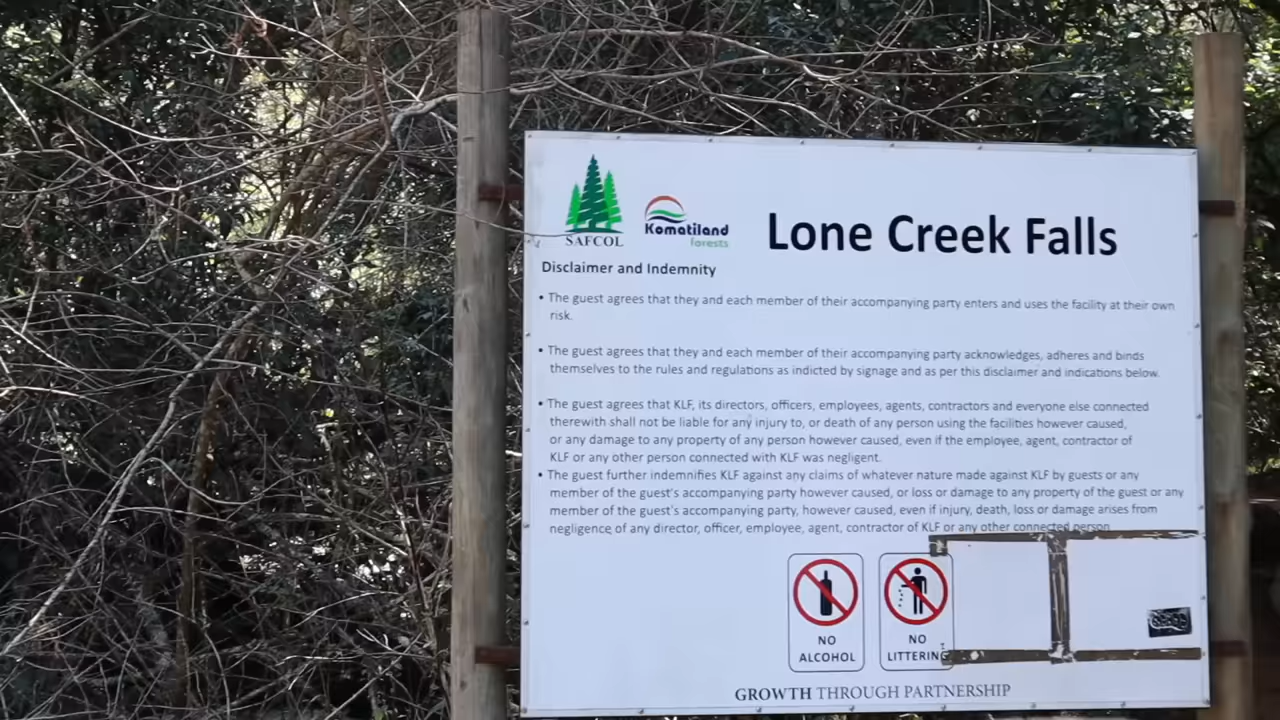 SAFCOL
Komatiland
forests
Lone Creek Falls
Disclaimer and Indemnity
• The guest agrees that they and each member of their accompanying party enters and uses the facility at their own
risk.
• The guest agrees that they and each member of their accompanying party acknowledges, adheres and binds
themselves to the rules and regulations as indicted by signage and as per this disclaimer and indications below.
• The guest agrees that KLF, its directors, officers, employees, agents, contractors and everyone else connected
therewith shall not be liable for any injury to, or death of any person using the facilities however caused,
or any damage to any property of any person however caused, even if the employee, agent, contractor of
KLF or any other person connected with KLF was negligent.
• The guest further indemnifies KLF against any claims of whatever nature made against KLF by guests or any
member of the guest's accompanying party however caused, or loss or damage to any property of the guest or any
member of the guest's accompanying party, however caused, even if injury, death, loss or damage arises from
negligence of any director, officer, employee, agent, contractor of KLF or any other connected person
NO
ALCOHOL
NO
LITTERING
GROWTH THROUGH PARTNERSHIP